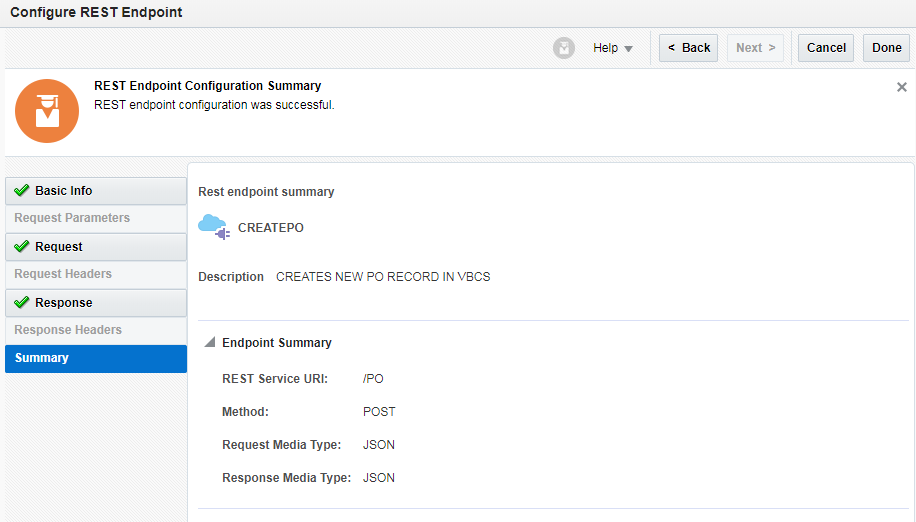 Configure REST Endpoint
Help
< Back
Next >
Cancel
Done
REST Endpoint Configuration Summary
REST endpoint configuration was successful.
Basic Info
Request Parameters
Request
Request Headers
Response
Response Headers
Summary
Rest endpoint summary
CREATEPO
Description CREATES NEW PO RECORD IN VBCS
Endpoint Summary
REST Service URI: /PO
Method: POST
Request Media Type: JSON
Response Media Type: JSON